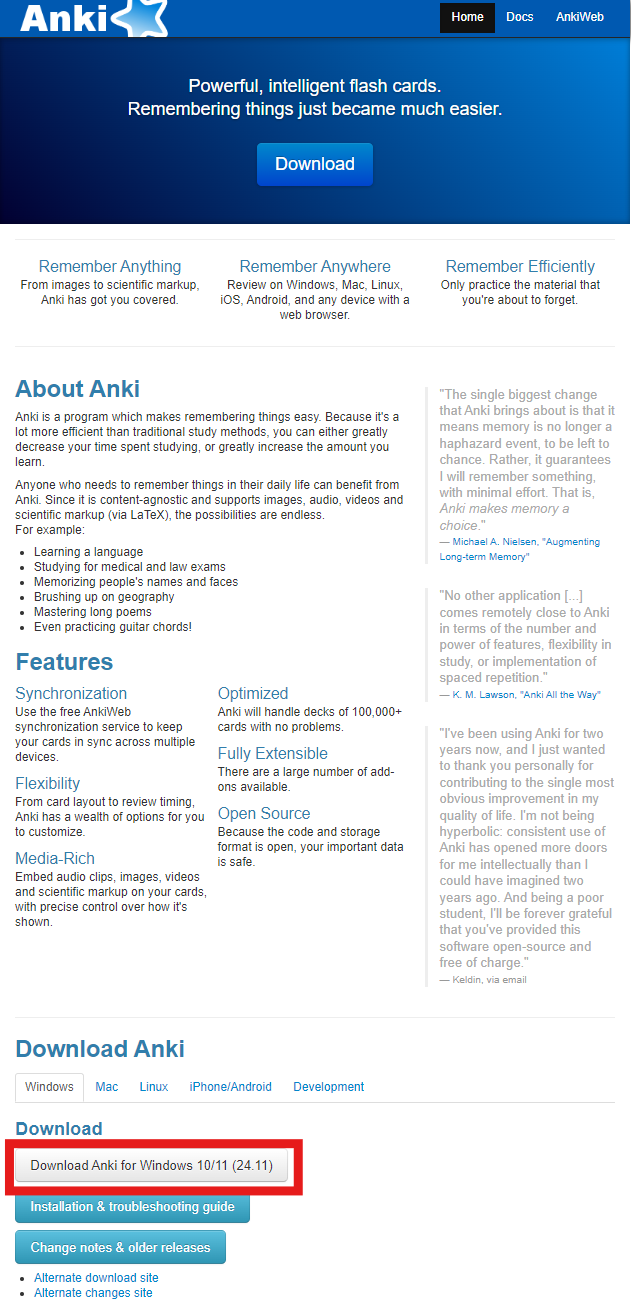 Anki
Home
Docs
AnkiWeb
Powerful, intelligent flash cards.
Remembering things just became much easier.
Download
Remember Anything
From images to scientific markup,
Anki has got you covered.
Remember Anywhere
Review on Windows, Mac, Linux,
iOS, Android, and any device with a
web browser.
Remember Efficiently
Only practice the material that
you're about to forget.
About Anki
Anki is a program which makes remembering things easy. Because it's a
lot more efficient than traditional study methods, you can either greatly
decrease your time spent studying, or greatly increase the amount you
learn.
Anyone who needs to remember things in their daily life can benefit from
Anki. Since it is content-agnostic and supports images, audio, videos and
scientific markup (via LaTeX), the possibilities are endless.
For example:
• Learning a language
• Studying for medical and law exams
• Memorizing people's names and faces
• Brushing up on geography
• Mastering long poems
• Even practicing guitar chords!
Features
Synchronization
Use the free AnkiWeb
synchronization service to keep
your cards in sync across multiple
devices.
Flexibility
From card layout to review timing,
Anki has a wealth of options for you
to customize.
Media-Rich
Embed audio clips, images, videos
and scientific markup on your cards,
with precise control over how it's
shown.
Optimized
Anki will handle decks of 100,000+
cards with no problems.
Fully Extensible
There are a large number of add-
ons available.
Open Source
Because the code and storage
format is open, your important data
is safe.
"The single biggest change
that Anki brings about is that it
means memory is no longer a
haphazard event, to be left to
chance. Rather, it guarantees
I will remember something,
with minimal effort. That is,
Anki makes memory a
choice."
— Michael A. Nielsen, "Augmenting
Long-term Memory"
"No other application [...]
comes remotely close to Anki
in terms of the number and
power of features, flexibility in
study, or implementation of
spaced repetition."
— K. M. Lawson, "Anki All the Way"
"I've been using Anki for two
years now, and I just wanted
to thank you personally for
contributing to the single most
obvious improvement in my
quality of life. I'm not being
hyperbolic: consistent use of
Anki has opened more doors
for me intellectually than I
could have imagined two
years ago. And being a poor
student, I'll be forever grateful
that you've provided this
software open-source and
free of charge."
— Keldin, via email
Download Anki
Windows
Mac
Linux
iPhone/Android
Development
Download
Download Anki for Windows 10/11 (24.11)
Installation & troubleshooting guide
Change notes & older releases
• Alternate download site
• Alternate changes site